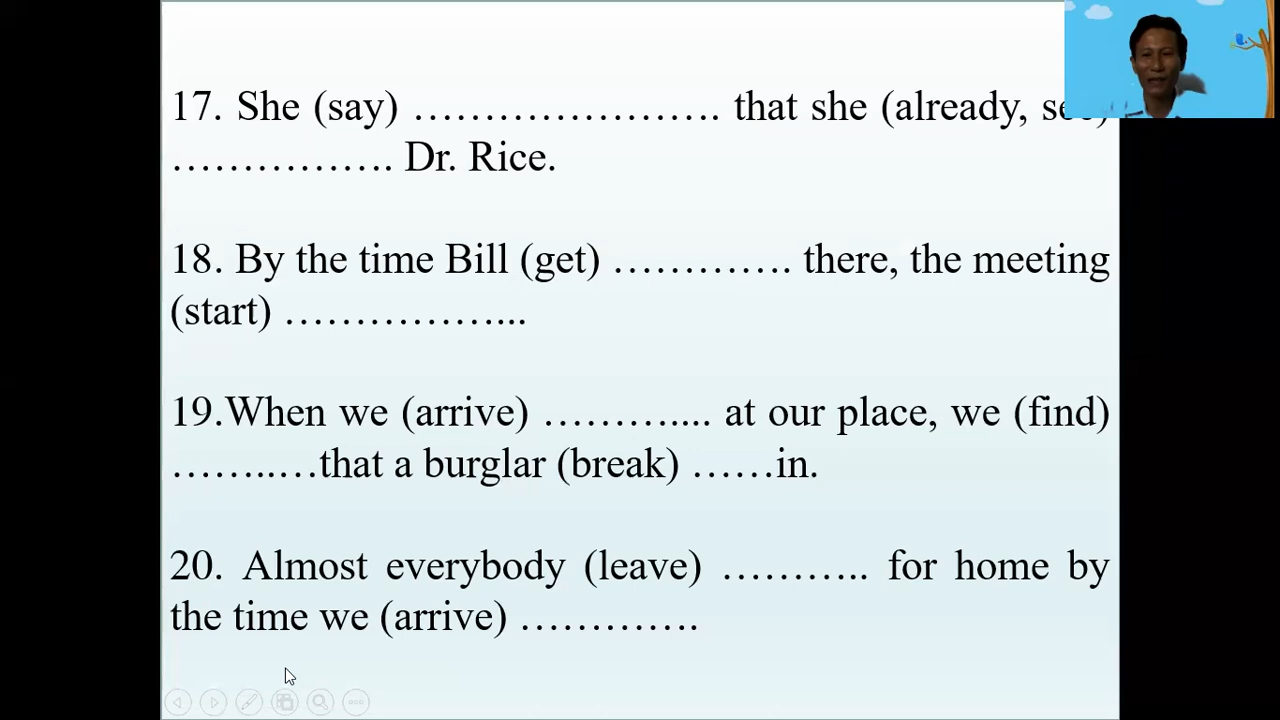 17. She (say) …………………. that she (already, see)
……………. Dr. Rice.
18. By the time Bill (get) …………. there, the meeting
(start) ……………...
19.When we (arrive) ……….... at our place, we (find)
……..…that a burglar (break) ……in.
20. Almost everybody (leave) ……….. for home by
the time we (arrive) ………….